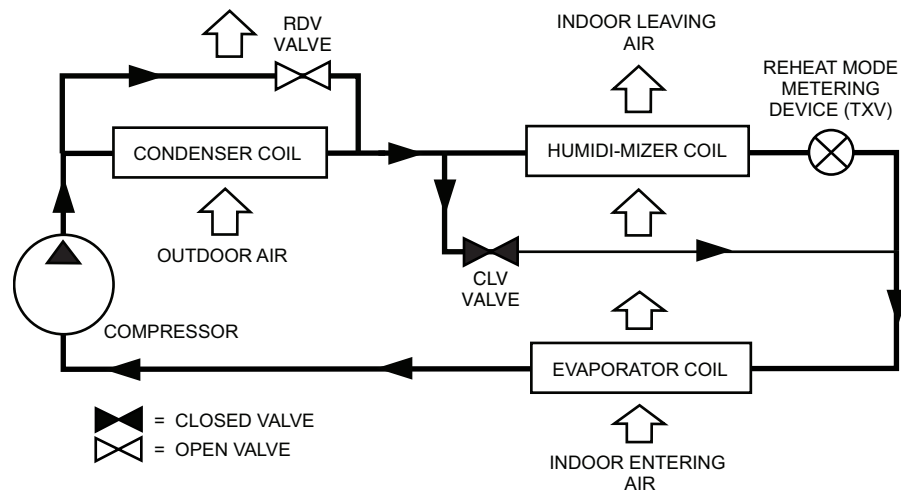 RDV
VALVE
INDOOR LEAVING
AIR
REHEAT MODE
METERING
DEVICE (TXV)
CONDENSER COIL
HUMIDI-MIZER COIL
OUTDOOR AIR
CLV
VALVE
COMPRESSOR
EVAPORATOR COIL
= CLOSED VALVE
= OPEN VALVE
INDOOR ENTERING
AIR